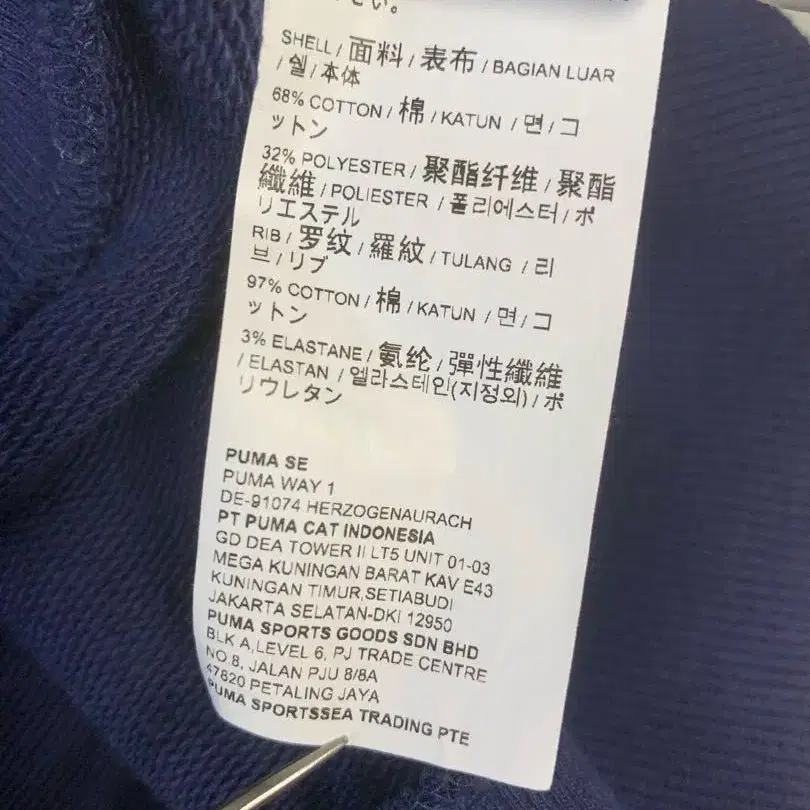 さい。
SHELL / 面料 / 表布 / BAGIAN LUAR
/ 쉘 / 本体
68% COTTON / 棉 / KATUN / 면 / コ
ットン
32% POLYESTER / 聚酯纤维 / 聚酯
纖維 / POLIESTER / 폴리에스터 / ポ
リエステル
RIB / 罗纹 / 羅紋 / TULANG / 리
브 / リブ
97% COTTON / 棉 / KATUN / 면 / コ
ットン
3% ELASTANE / 氨纶 / 彈性纖維
/ ELASTAN / 엘라스테인(지정외) / ポ
リウレタン
PUMA SE
PUMA WAY 1
DE-91074 HERZOGENAURACH
PT PUMA CAT INDONESIA
GD DEA TOWER II LT5 UNIT 01-03
MEGA KUNINGAN BARAT KAV E43
KUNINGAN TIMUR,SETIABUDI
JAKARTA SELATAN-DKI 12950
PUMA SPORTS GOODS SDN BHD
BLK A,LEVEL 6, PJ TRADE CENTRE
NO 8, JALAN PJU 8/8A
47820 PETALING JAYA
PUMA SPORTSSEA TRADING PTE